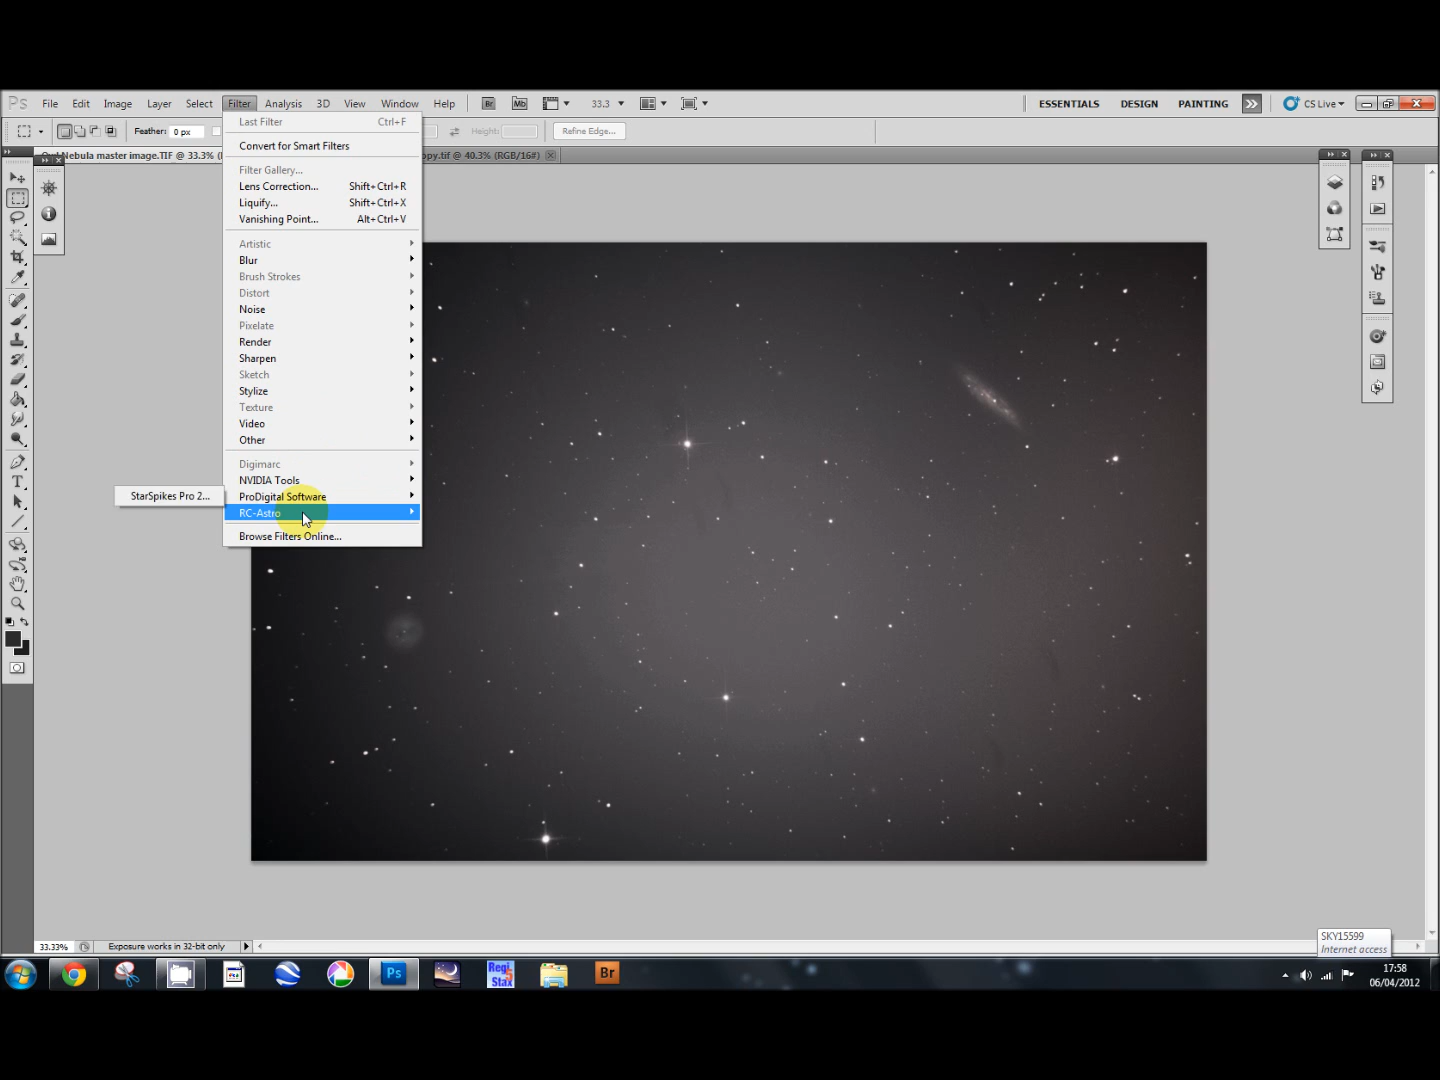 Ps File Edit Image Layer Select Filter Analysis 3D View Window Help Br Mb 33.3 ESSENTIALS DESIGN PAINTING CS Live
Feather: 0 px Height: Refine Edge...
Nebula master image.TIF @ 33.3% opy.tif @ 40.3% (RGB/16#)
Last Filter Ctrl+F
Convert for Smart Filters
Filter Gallery...
Lens Correction... Shift+Ctrl+R
Liquify... Shift+Ctrl+X
Vanishing Point... Alt+Ctrl+V
Artistic
Blur
Brush Strokes
Distort
Noise
Pixelate
Render
Sharpen
Sketch
Stylize
Texture
Video
Other
Digimarc
NVIDIA Tools
ProDigital Software
StarSpikes Pro 2...
RC-Astro
Browse Filters Online...
33.33% Exposure works in 32-bit only
SKY15599
Internet access
Ps Regi Stax 5 Br
17:58
06/04/2012